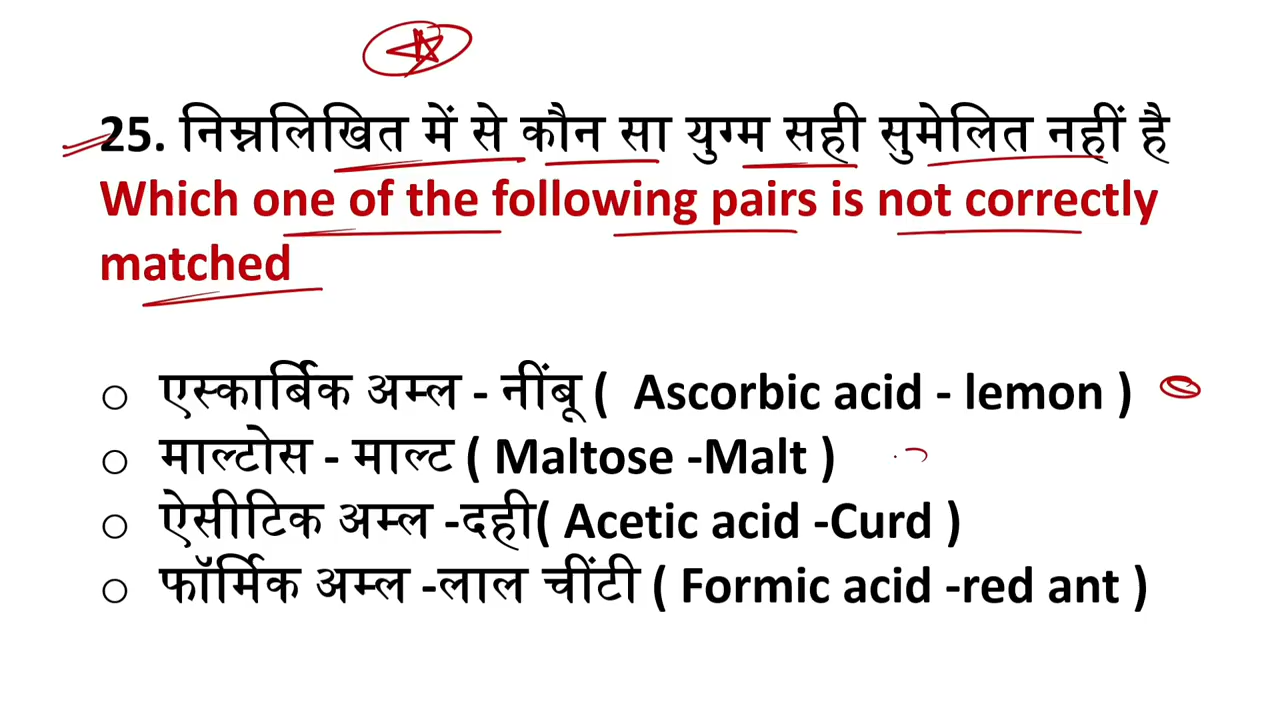 25. निम्नलिखित में से कौन सा युग्म सही सुमेलित नहीं है
Which one of the following pairs is not correctly
matched
○ एस्कार्बिक अम्ल - नींबू ( Ascorbic acid - lemon )
○ माल्टोस - माल्ट ( Maltose -Malt )
○ ऐसीटिक अम्ल -दही( Acetic acid -Curd )
○ फॉर्मिक अम्ल -लाल चींटी ( Formic acid -red ant )